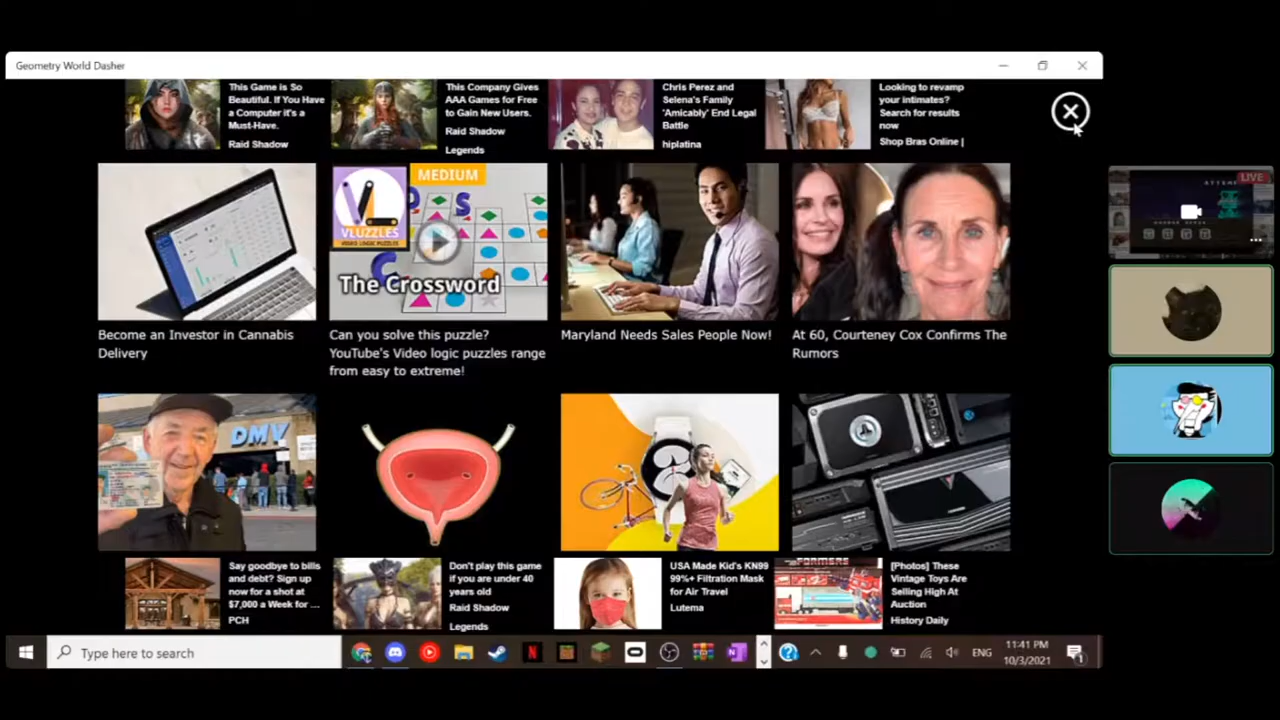 Geometry World Dasher
This Game is So
Beautiful. If You Have
a Computer it's a
Must-Have.
Raid Shadow
This Company Gives
AAA Games for Free
to Gain New Users.
Raid Shadow
Legends
Chris Perez and
Selena's Family
'Amicably' End Legal
Battle
hiplatina
Looking to revamp
your intimates?
Search for results
now
Shop Bras Online |
LIVE
MEDIUM
VLUZZLES
VIDEO LOGIC PUZZLES
The Crossword
Become an Investor in Cannabis
Delivery
Can you solve this puzzle?
YouTube's Video logic puzzles range
from easy to extreme!
Maryland Needs Sales People Now!
At 60, Courteney Cox Confirms The
Rumors
DMV
Say goodbye to bills
and debt? Sign up
now for a shot at
$7,000 a Week for ...
PCH
Don't play this game
if you are under 40
years old
Raid Shadow
Legends
USA Made Kid's KN99
99%+ Filtration Mask
for Air Travel
Lutema
[Photos] These
Vintage Toys Are
Selling High At
Auction
History Daily
Type here to search
ENG
11:41 PM
10/3/2021
1